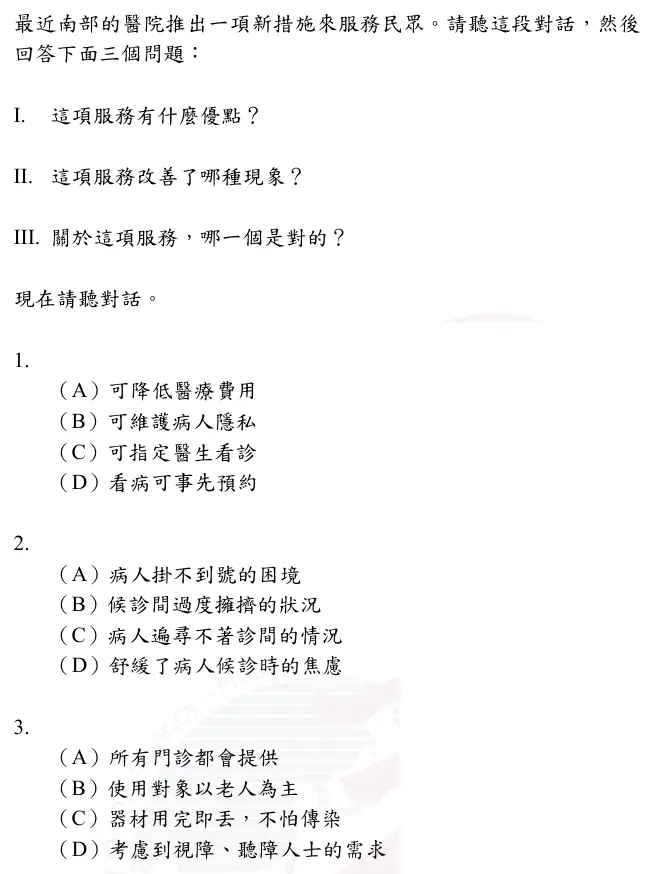 最近南部的醫院推出一項新措施來服務民眾。請聽這段對話，然後
回答下面三個問題：
I. 這項服務有什麼優點？
II. 這項服務改善了哪種現象？
III. 關於這項服務，哪一個是對的？
現在請聽對話。
1.
（A）可降低醫療費用
（B）可維護病人隱私
（C）可指定醫生看診
（D）看病可事先預約
2.
（A）病人掛不到號的困境
（B）候診間過度擁擠的狀況
（C）病人遍尋不著診間的情況
（D）舒緩了病人候診時的焦慮
3.
（A）所有門診都會提供
（B）使用對象以老人為主
（C）器材用完即丟，不怕傳染
（D）考慮到視障、聽障人士的需求